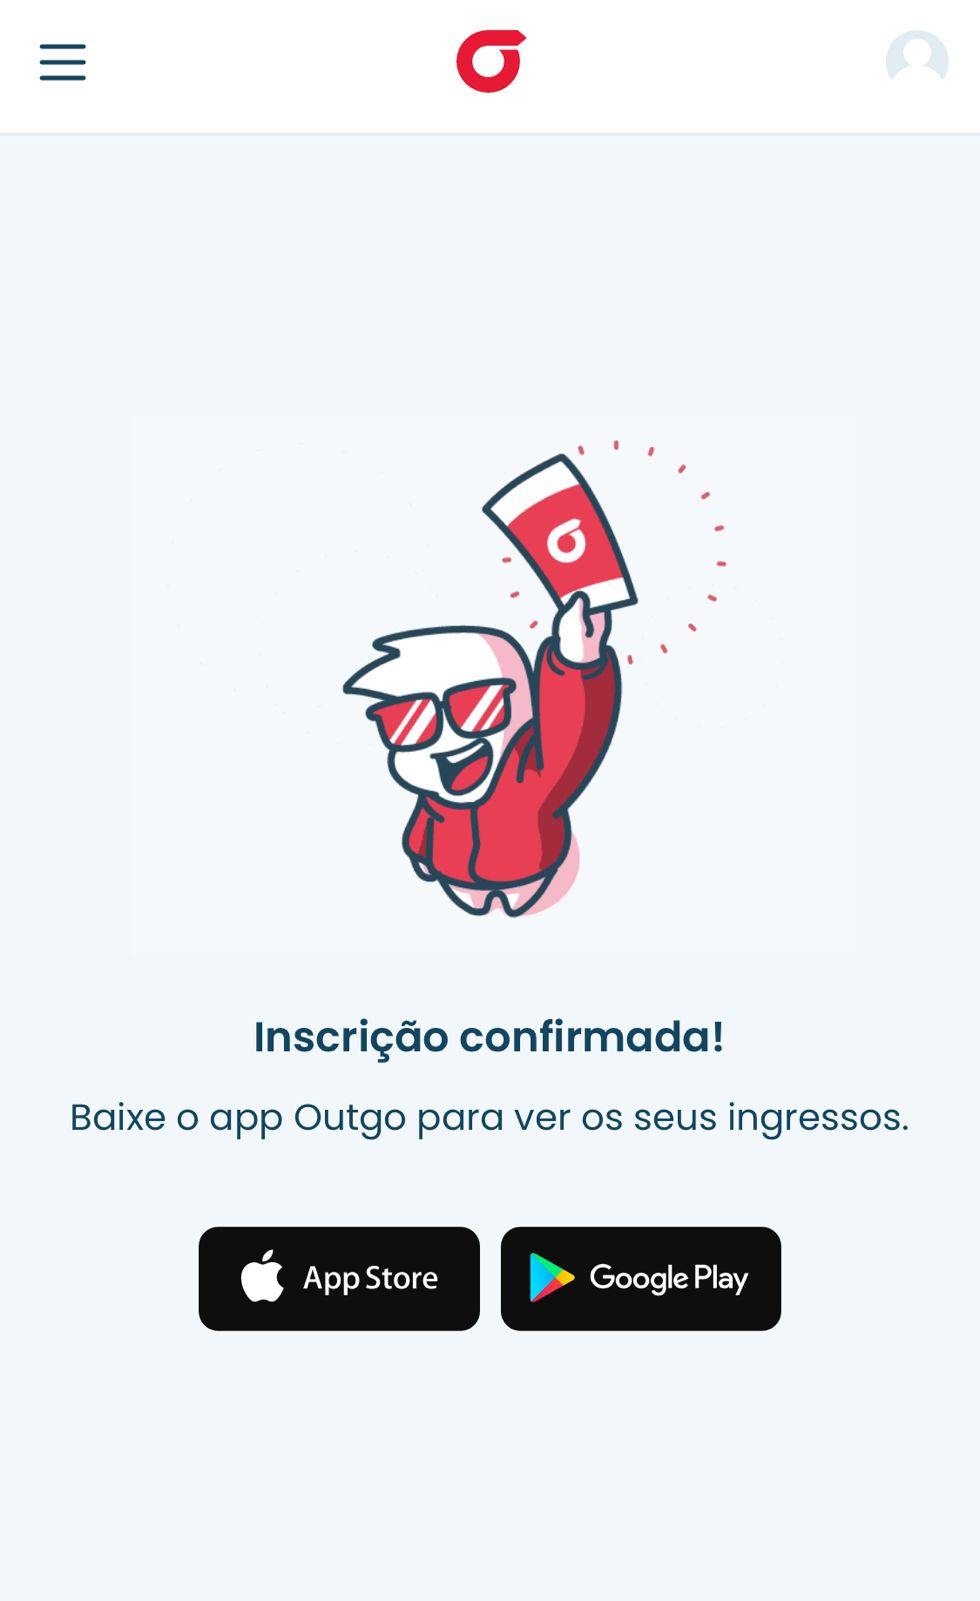 Inscrição confirmada!
Baixe o app Outgo para ver os seus ingressos.
App Store
Google Play